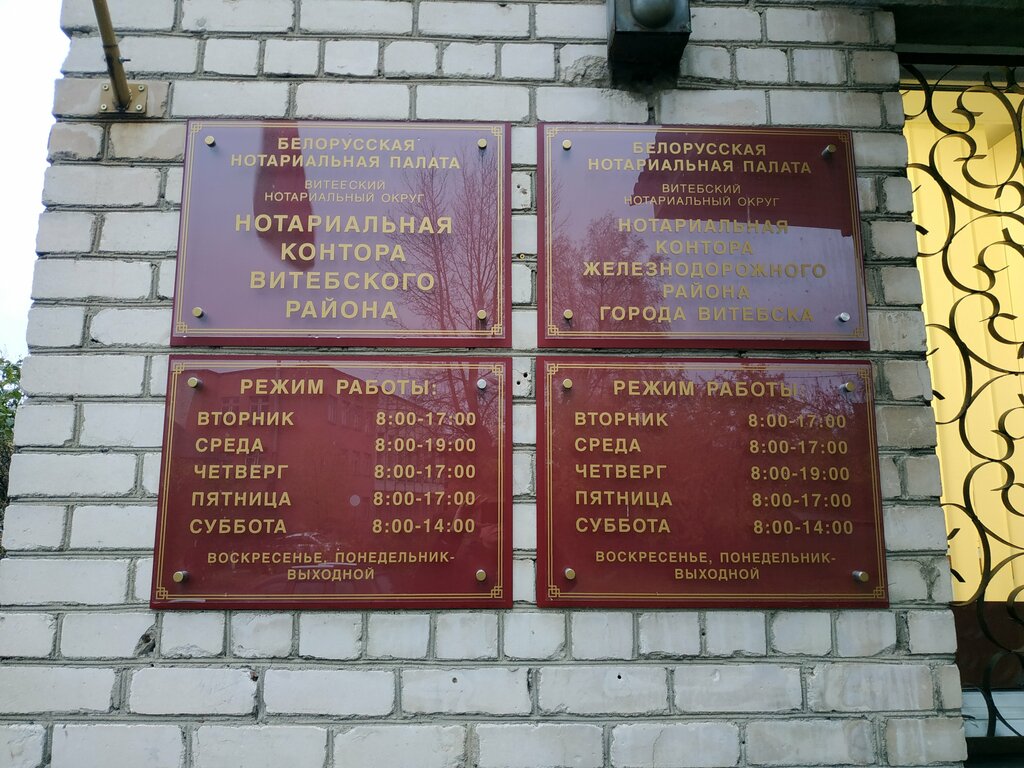 БЕЛОРУССКАЯ
НОТАРИАЛЬНАЯ ПАЛАТА
ВИТЕБСКИЙ
НОТАРИАЛЬНЫЙ ОКРУГ
НОТАРИАЛЬНАЯ
КОНТОРА
ВИТЕБСКОГО
РАЙОНА
РЕЖИМ РАБОТЫ:
ВТОРНИК 8:00-17:00
СРЕДА 8:00-19:00
ЧЕТВЕРГ 8:00-17:00
ПЯТНИЦА 8:00-17:00
СУББОТА 8:00-14:00
ВОСКРЕСЕНЬЕ, ПОНЕДЕЛЬНИК-
ВЫХОДНОЙ
БЕЛОРУССКАЯ
НОТАРИАЛЬНАЯ ПАЛАТА
ВИТЕБСКИЙ
НОТАРИАЛЬНЫЙ ОКРУГ
НОТАРИАЛЬНАЯ
КОНТОРА
ЖЕЛЕЗНОДОРОЖНОГО
РАЙОНА
ГОРОДА ВИТЕБСКА
РЕЖИМ РАБОТЫ:
ВТОРНИК 8:00-17:00
СРЕДА 8:00-17:00
ЧЕТВЕРГ 8:00-19:00
ПЯТНИЦА 8:00-17:00
СУББОТА 8:00-14:00
ВОСКРЕСЕНЬЕ, ПОНЕДЕЛЬНИК-
ВЫХОДНОЙ